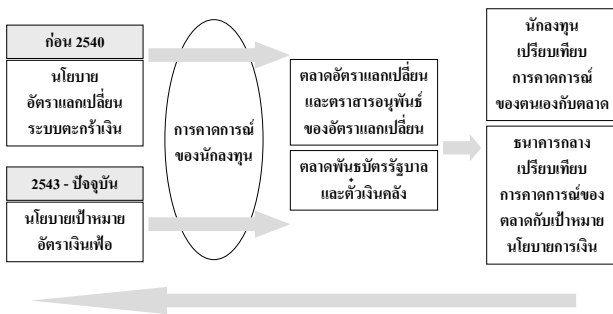 ก่อน 2540
นโยบาย
อัตราแลกเปลี่ยน
ระบบตะกร้าเงิน
2543 - ปัจจุบัน
นโยบายเป้าหมาย
อัตราเงินเฟ้อ
การคาดการณ์
ของนักลงทุน
ตลาดอัตราแลกเปลี่ยน
และตราสารอนุพันธ์
ของอัตราแลกเปลี่ยน
ตลาดพันธบัตรรัฐบาล
และตั๋วเงินคลัง
นักลงทุน
เปรียบเทียบ
การคาดการณ์
ของตนเองกับตลาด
ธนาคารกลาง
เปรียบเทียบ
การคาดการณ์ของ
ตลาดกับเป้าหมาย
นโยบายการเงิน